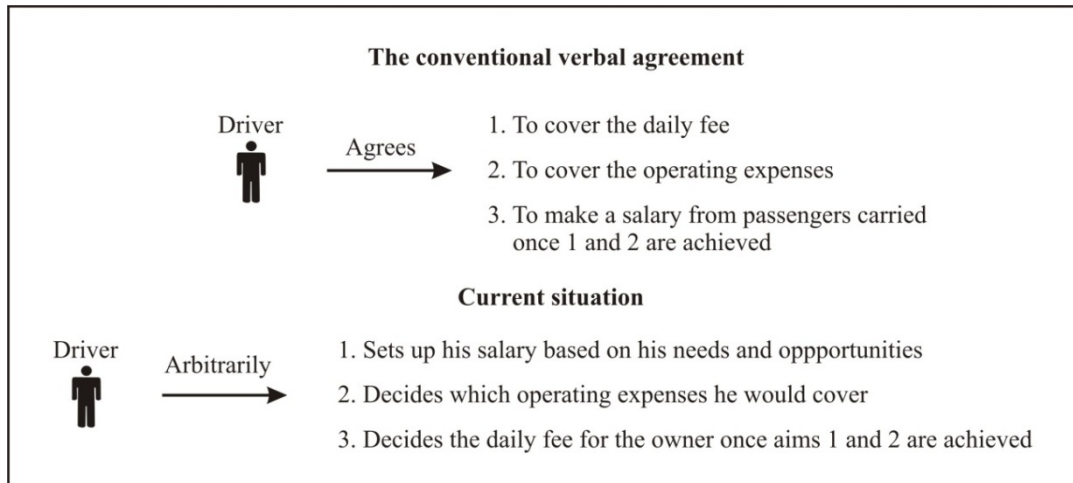 The conventional verbal agreement
Driver
Agrees
1. To cover the daily fee
2. To cover the operating expenses
3. To make a salary from passengers carried
once 1 and 2 are achieved
Current situation
Driver
Arbitrarily
1. Sets up his salary based on his needs and oppportunities
2. Decides which operating expenses he would cover
3. Decides the daily fee for the owner once aims 1 and 2 are achieved